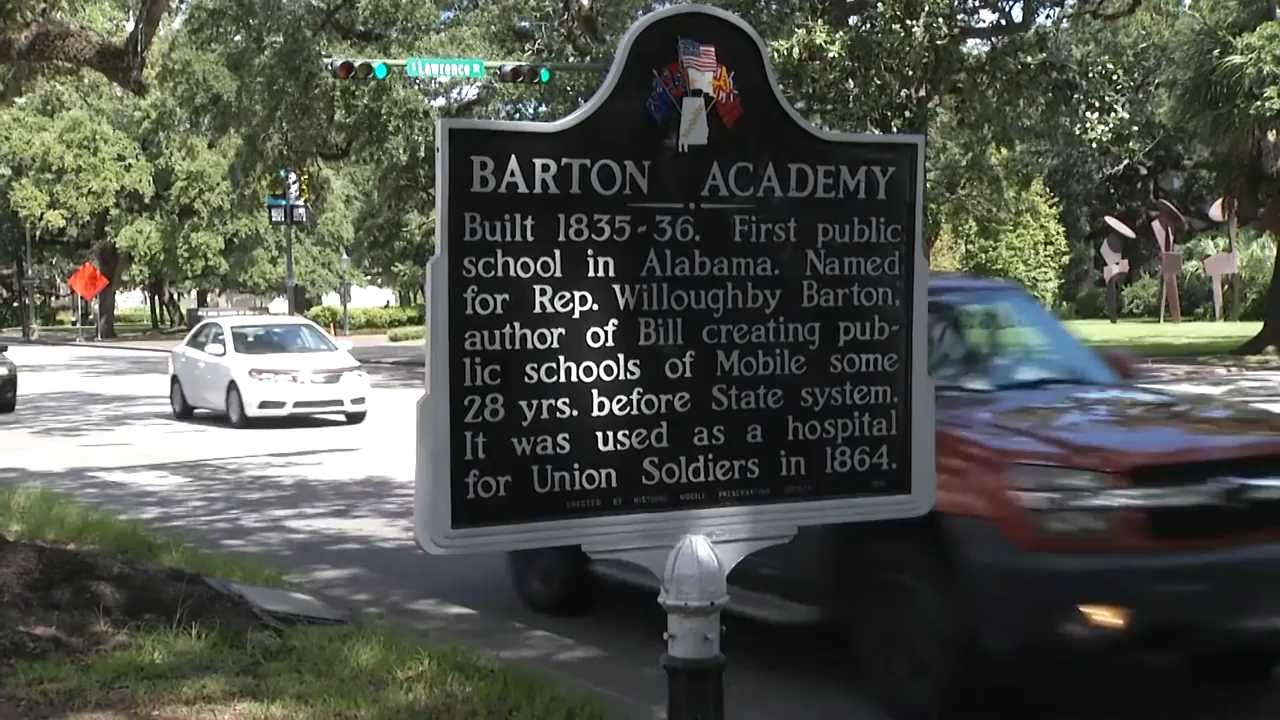 Lawrence
BARTON ACADEMY
Built 1835-36. First public
school in Alabama. Named
for Rep. Willoughby Barton,
author of Bill creating pub-
lic schools of Mobile some
28 yrs. before State system.
It was used as a hospital
for Union Soldiers in 1864.
ERECTED BY HISTORIC MOBILE PRESERVATION SOCIETY